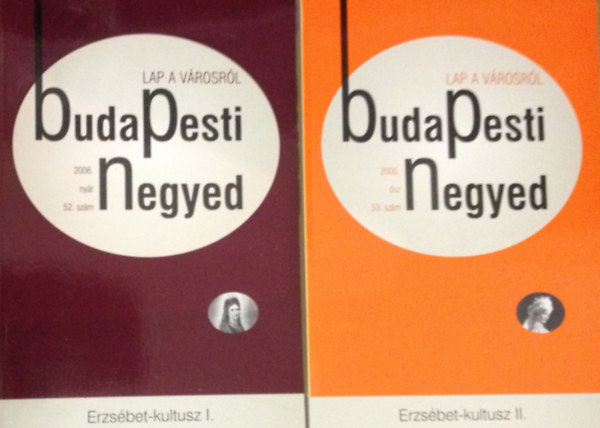 LAP A VÁROSRÓL
budapesti
2006.
nyár
52. szám
negyed
Erzsébet-kultusz I.
LAP A VÁROSRÓL
budapesti
2006.
ősz
53. szám
negyed
Erzsébet-kultusz II.